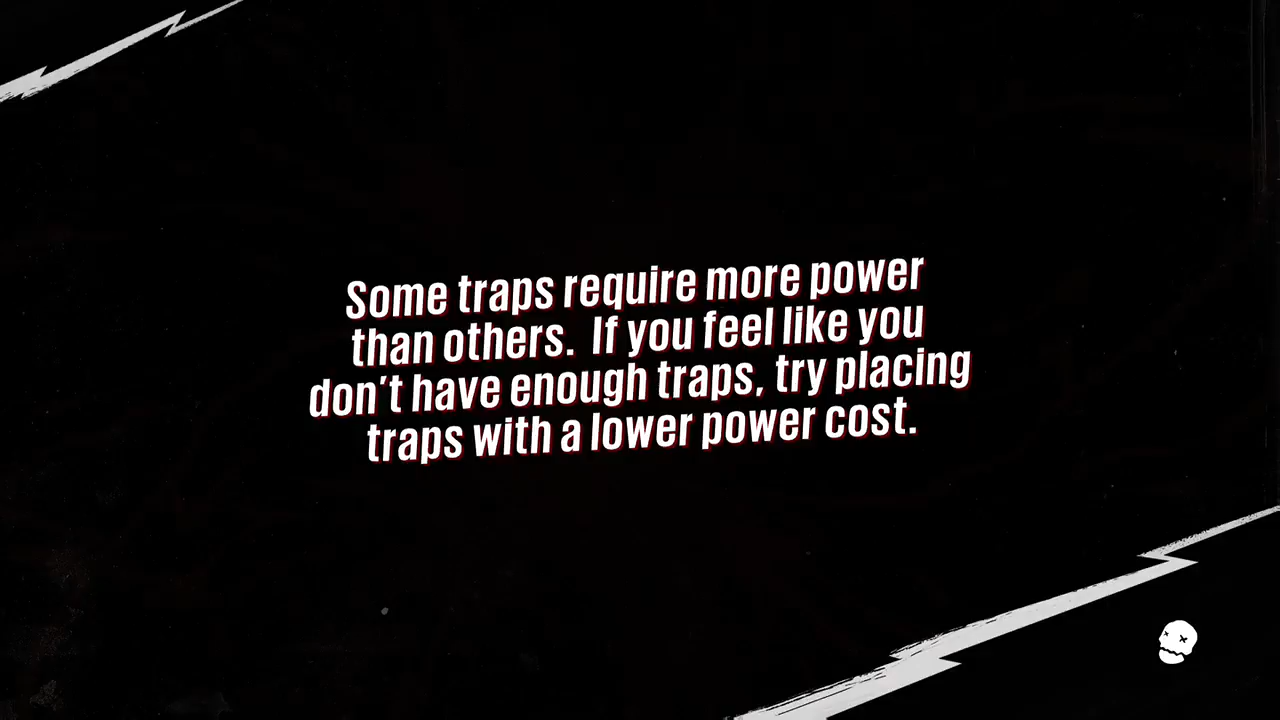 Some traps require more power
than others.  If you feel like you
don't have enough traps, try placing
traps with a lower power cost.